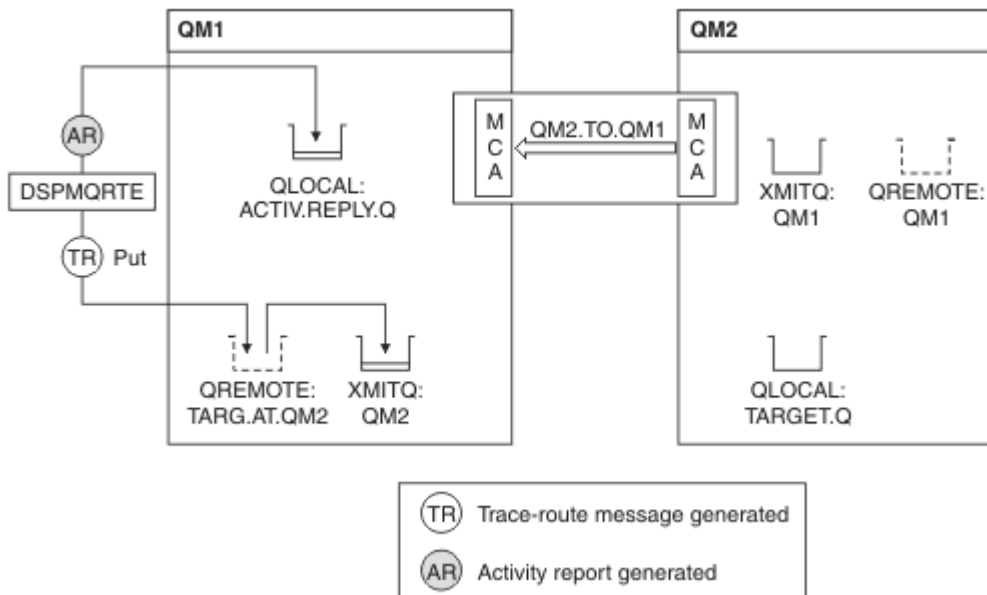 QM1
QM2
AR
DSPMQRTE
TR Put
QLOCAL:
ACTIV.REPLY.Q
M
C
A
QM2.TO.QM1
M
C
A
XMITQ:
QM1
QREMOTE:
QM1
QREMOTE:
TARG.AT.QM2
XMITQ:
QM2
QLOCAL:
TARGET.Q
TR Trace-route message generated
AR Activity report generated